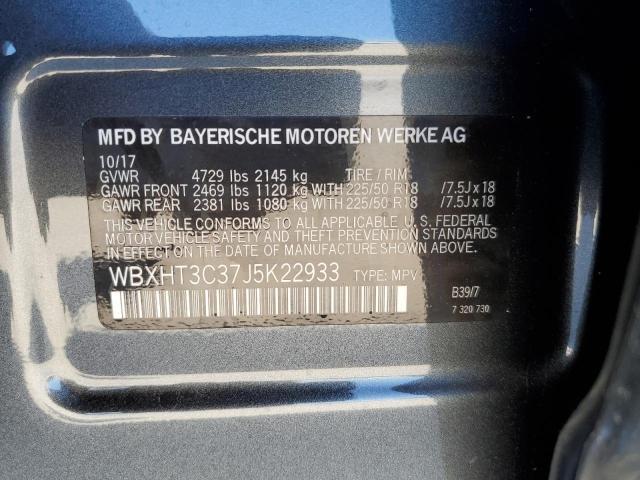 MFD BY BAYERISCHE MOTOREN WERKE AG
10/17
GVWR 4729 lbs 2145 kg TIRE / RIM
GAWR FRONT 2469 lbs 1120 kg WITH 225/50 R18 /7.5J x 18
GAWR REAR 2381 lbs 1080 kg WITH 225/50 R18 /7.5J x 18
THIS VEHICLE CONFORMS TO ALL APPLICABLE U. S. FEDERAL
MOTOR VEHICLE SAFETY AND THEFT PREVENTION STANDARDS
IN EFFECT ON THE DATE OF MANUFACTURE SHOWN ABOVE.
WBXHT3C37J5K22933 TYPE: MPV
B39/7
7 320 730